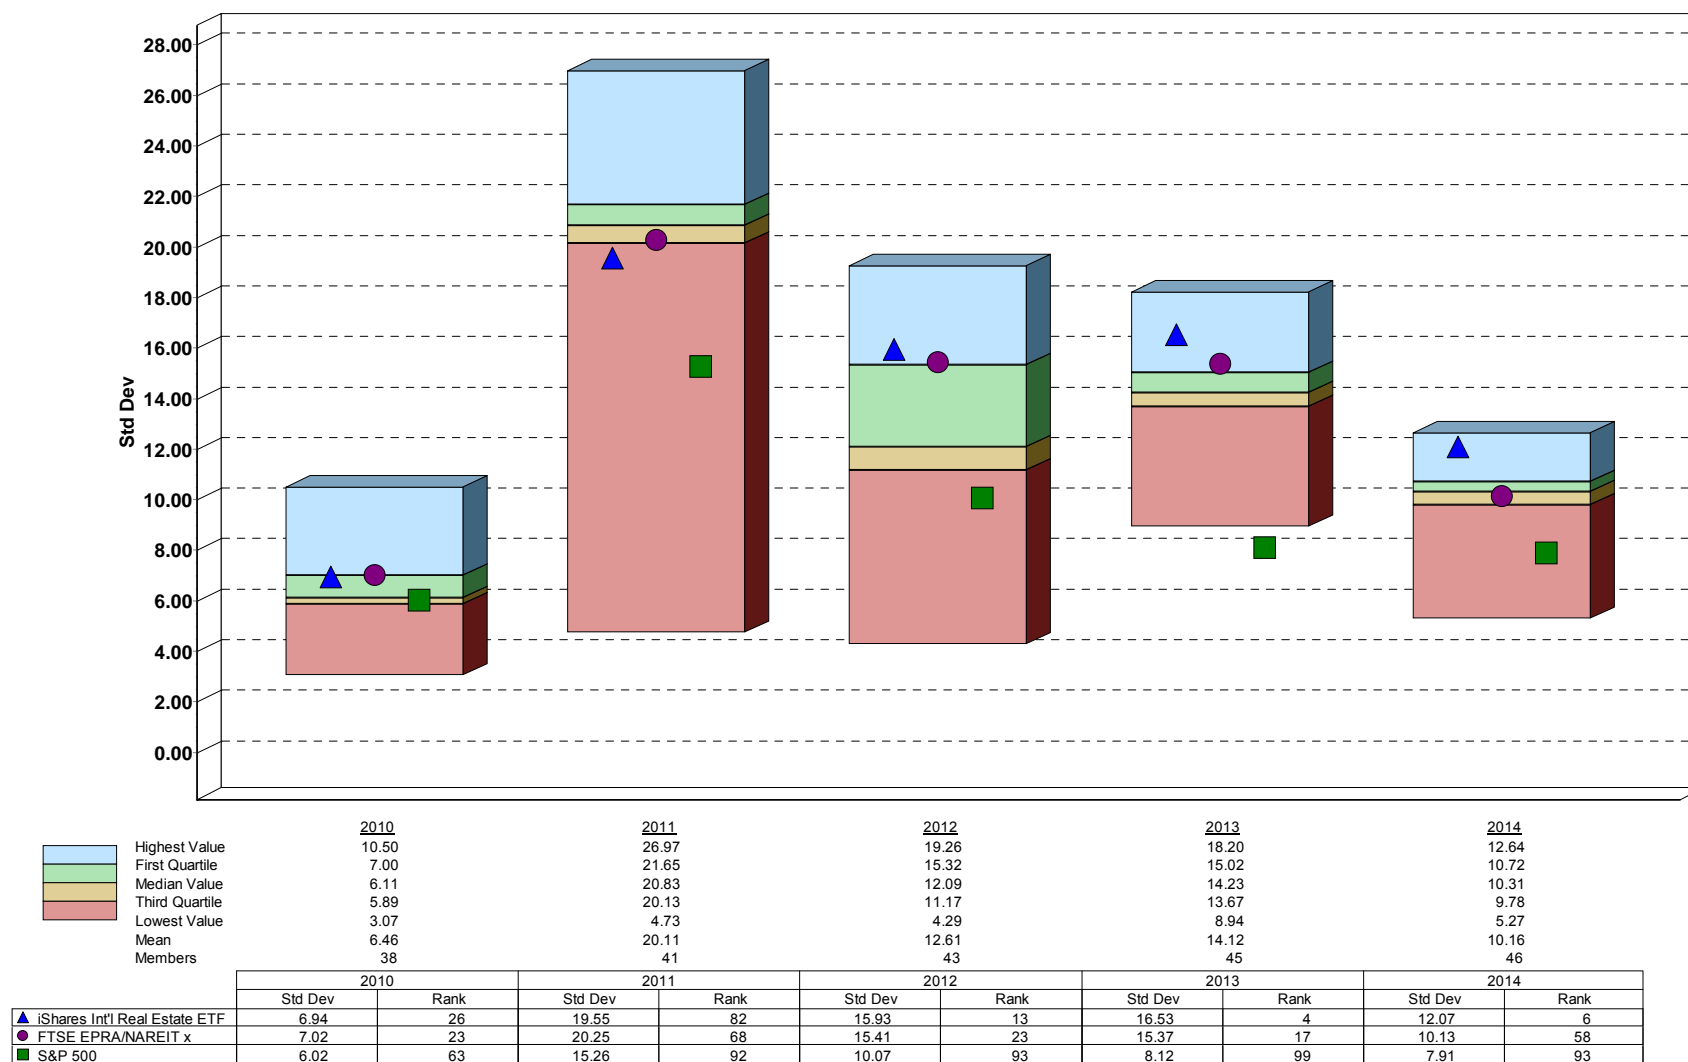 28.00
26.00
24.00
22.00
20.00
18.00
16.00
14.00
12.00
10.00
8.00
6.00
4.00
2.00
0.00
Std Dev
2010 2011 2012 2013 2014
Highest Value 10.50 26.97 19.26 18.20 12.64
First Quartile 7.00 21.65 15.32 15.02 10.72
Median Value 6.11 20.83 12.09 14.23 10.31
Third Quartile 5.89 20.13 11.17 13.67 9.78
Lowest Value 3.07 4.73 4.29 8.94 5.27
Mean 6.46 20.11 12.61 14.12 10.16
Members 38 41 43 45 46
2010 2011 2012 2013 2014
Std Dev Rank Std Dev Rank Std Dev Rank Std Dev Rank Std Dev Rank
iShares Int'l Real Estate ETF 6.94 26 19.55 82 15.93 13 16.53 4 12.07 6
FTSE EPRA/NAREIT x 7.02 23 20.25 68 15.41 23 15.37 17 10.13 58
S&P 500 6.02 63 15.26 92 10.07 93 8.12 99 7.91 93